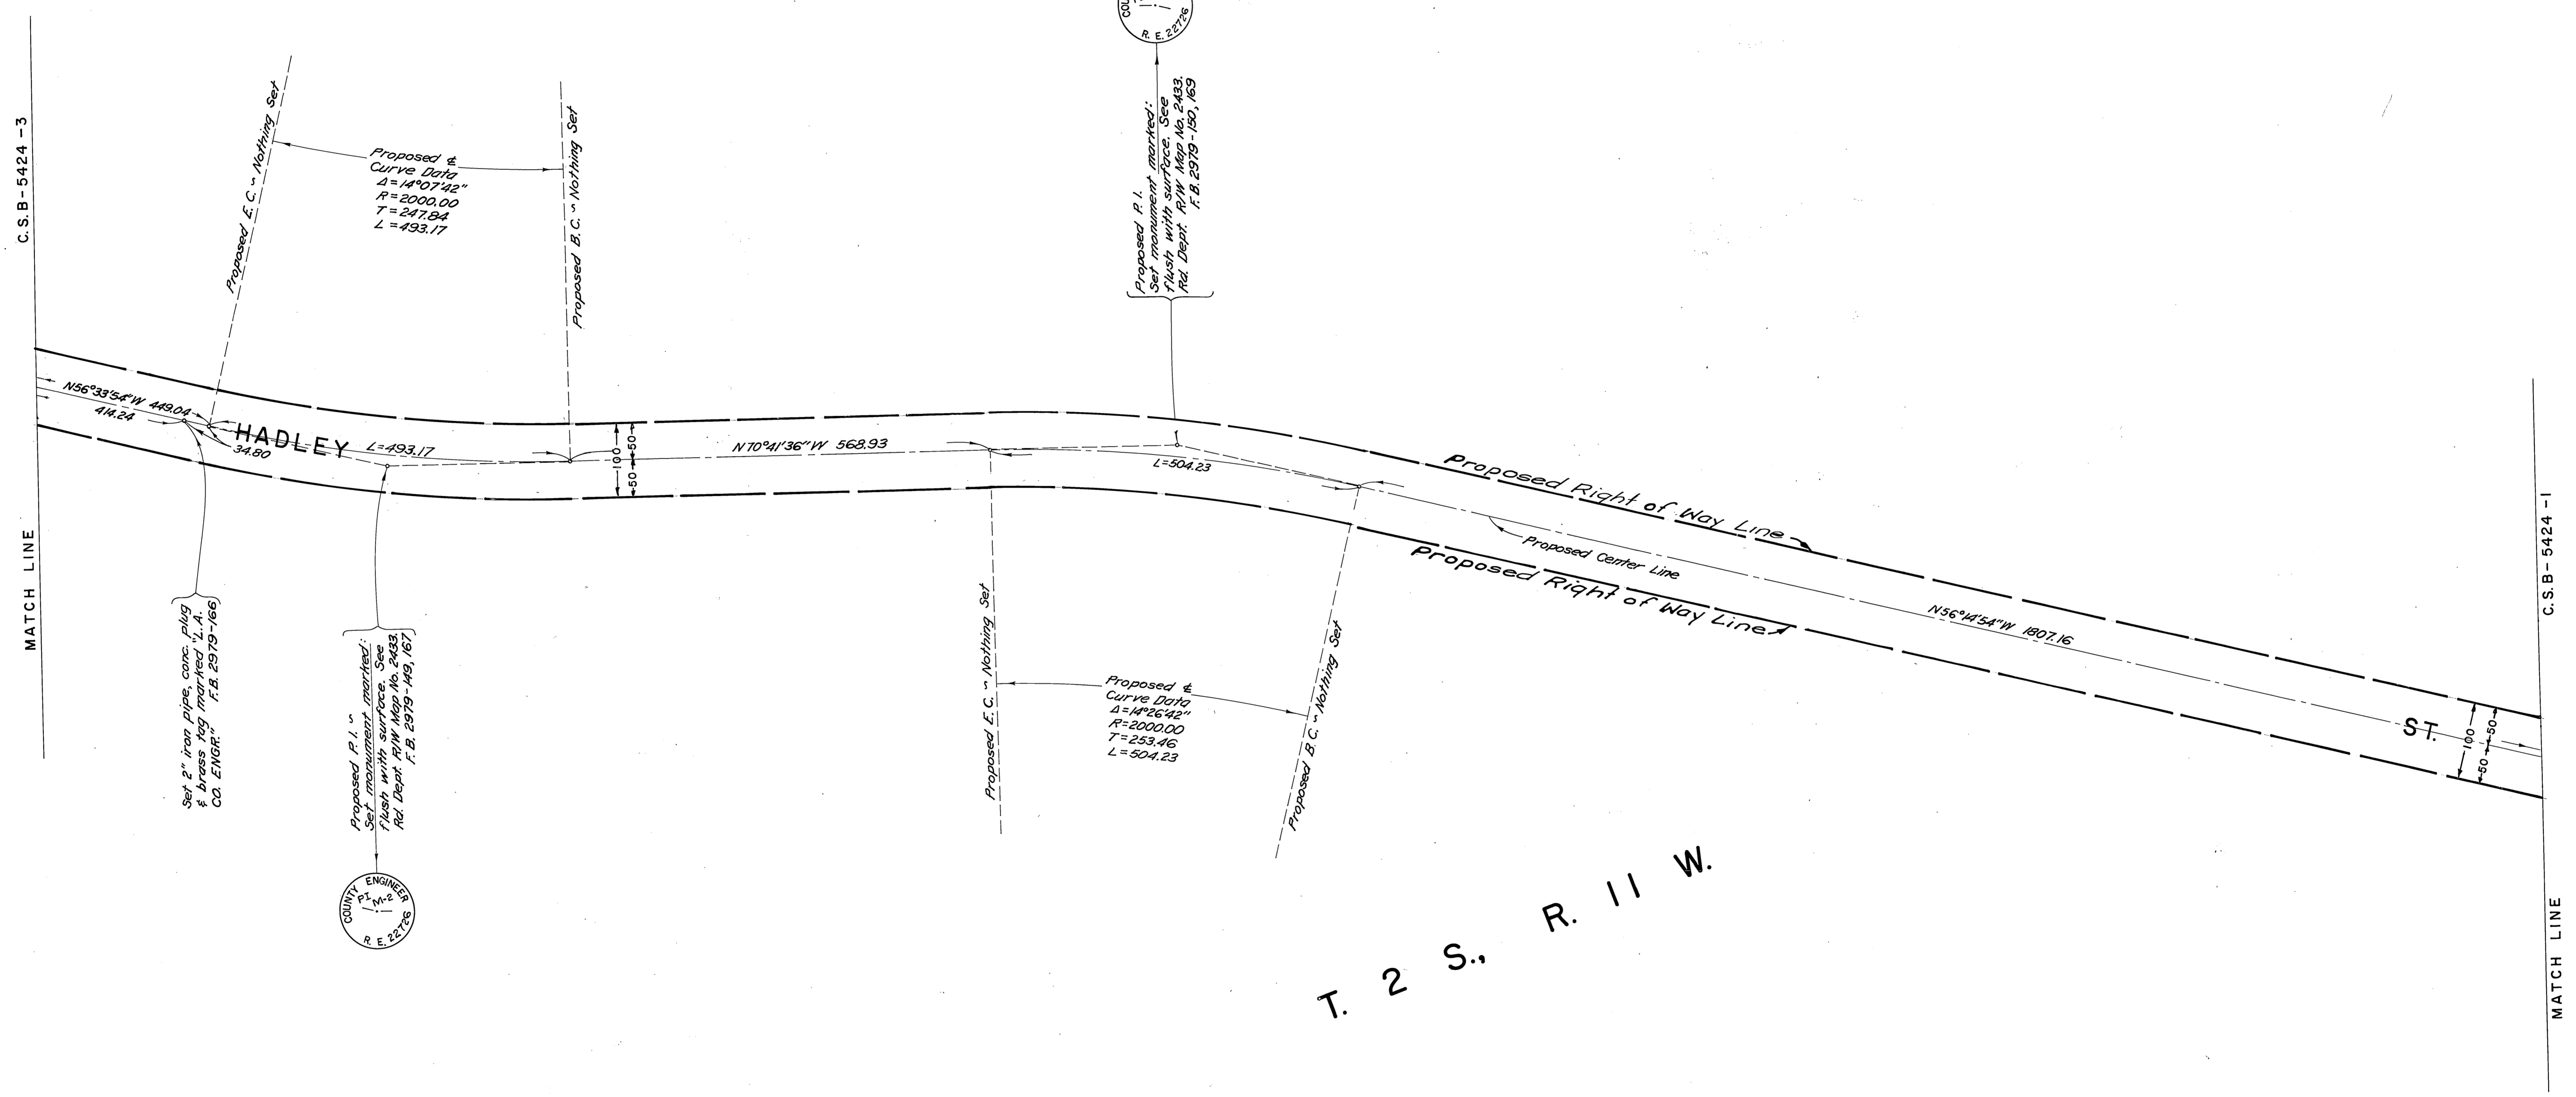 C.S.B-5424-3
MATCH LINE
Proposed E.C. ~ Nothing Set
Proposed ℄
Curve Data
Δ=14°07'42"
R=2000.00
T=247.84
L=493.17
Proposed B.C. ~ Nothing Set
R.E. 22726
Proposed P.I.
Set monument marked:
flush with surface. See
Rd. Dept. R/W Map No. 2433.
F.B. 2979-150, 169
N56°33'54"W 449.04
414.24
34.80
HADLEY
L=493.17
100
50
50
N70°41'36"W 568.93
L=504.23
Proposed Right of Way Line
Proposed Center Line
Proposed Right of Way Line
N56°14'54"W 1807.16
ST.
100
50
50
C.S.B-5424-1
MATCH LINE
Set 2" iron pipe, conc. plug
& brass tag marked "L.A.
CO. ENGR." F.B. 2979-166
Proposed P.I. ~
Set monument marked:
flush with surface. See
Rd. Dept. R/W Map No. 2433.
F.B. 2979-149, 167
COUNTY ENGINEER
PI
M-2
R.E. 22726
Proposed E.C. ~ Nothing Set
Proposed ℄
Curve Data
Δ=14°26'42"
R=2000.00
T=253.46
L=504.23
Proposed B.C. ~ Nothing Set
T. 2 S., R. 11 W.